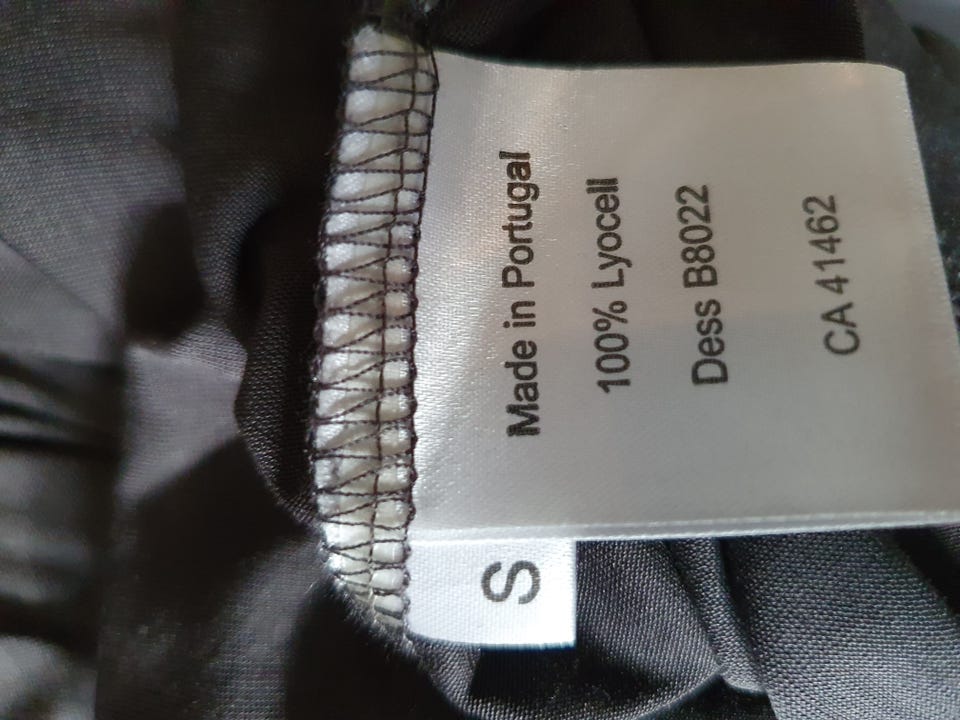 Made in Portugal
100% Lyocell
Dess B8022
CA 41462
S